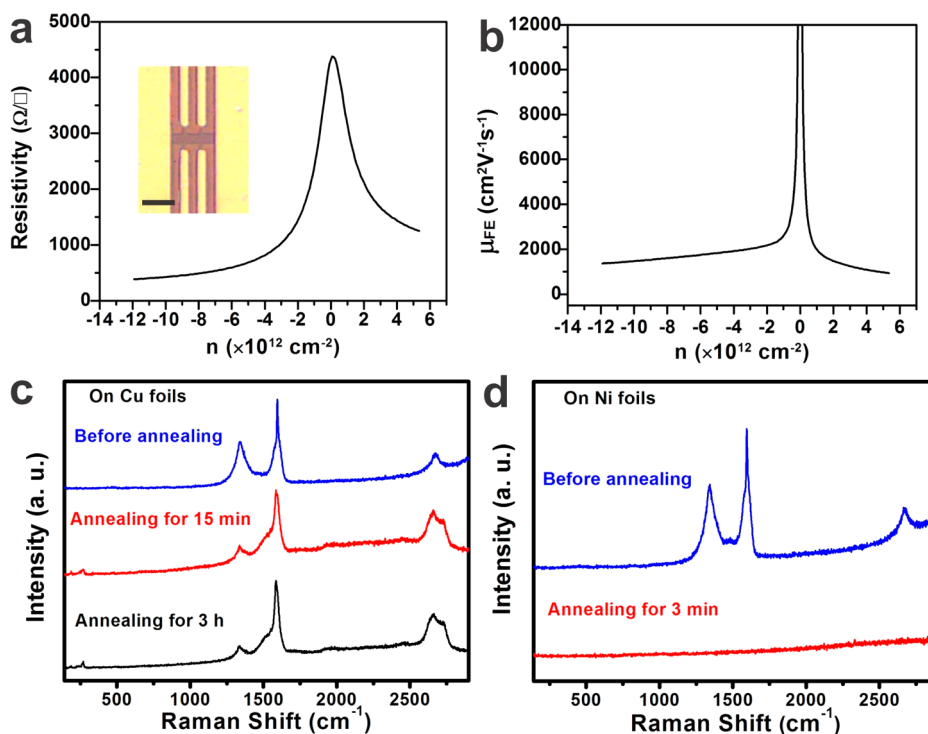 a
5000
4000
3000
2000
1000
0
Resistivity (Ω/□)
-14 -12 -10 -8 -6 -4 -2 0 2 4 6
n (×10¹² cm⁻²)
b
12000
10000
8000
6000
4000
2000
0
μFE (cm²V⁻¹s⁻¹)
-14 -12 -10 -8 -6 -4 -2 0 2 4 6
n (×10¹² cm⁻²)
c
On Cu foils
Before annealing
Annealing for 15 min
Annealing for 3 h
Intensity (a. u.)
500 1000 1500 2000 2500
Raman Shift (cm⁻¹)
d
On Ni foils
Before annealing
Annealing for 3 min
Intensity (a. u.)
500 1000 1500 2000 2500
Raman Shift (cm⁻¹)